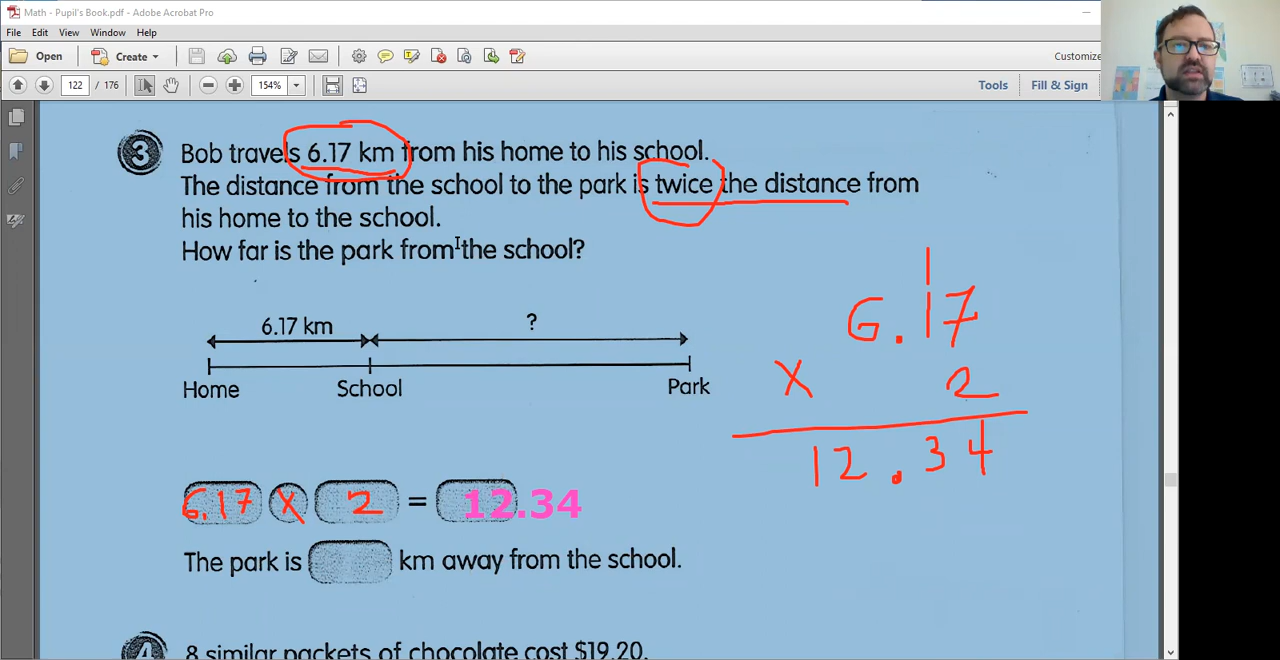 Math - Pupil's Book.pdf - Adobe Acrobat Pro
File Edit View Window Help
Open Create Customize
122 / 176 154% Tools Fill & Sign
3 Bob travels 6.17 km from his home to his school.
The distance from the school to the park is twice the distance from
his home to the school.
How far is the park from the school?
6.17 km ?
Home School Park
1
6.17
X 2
12.34
6.17 X 2 = 12.34
The park is km away from the school.
4 8 similar packets of chocolate cost $19.20.